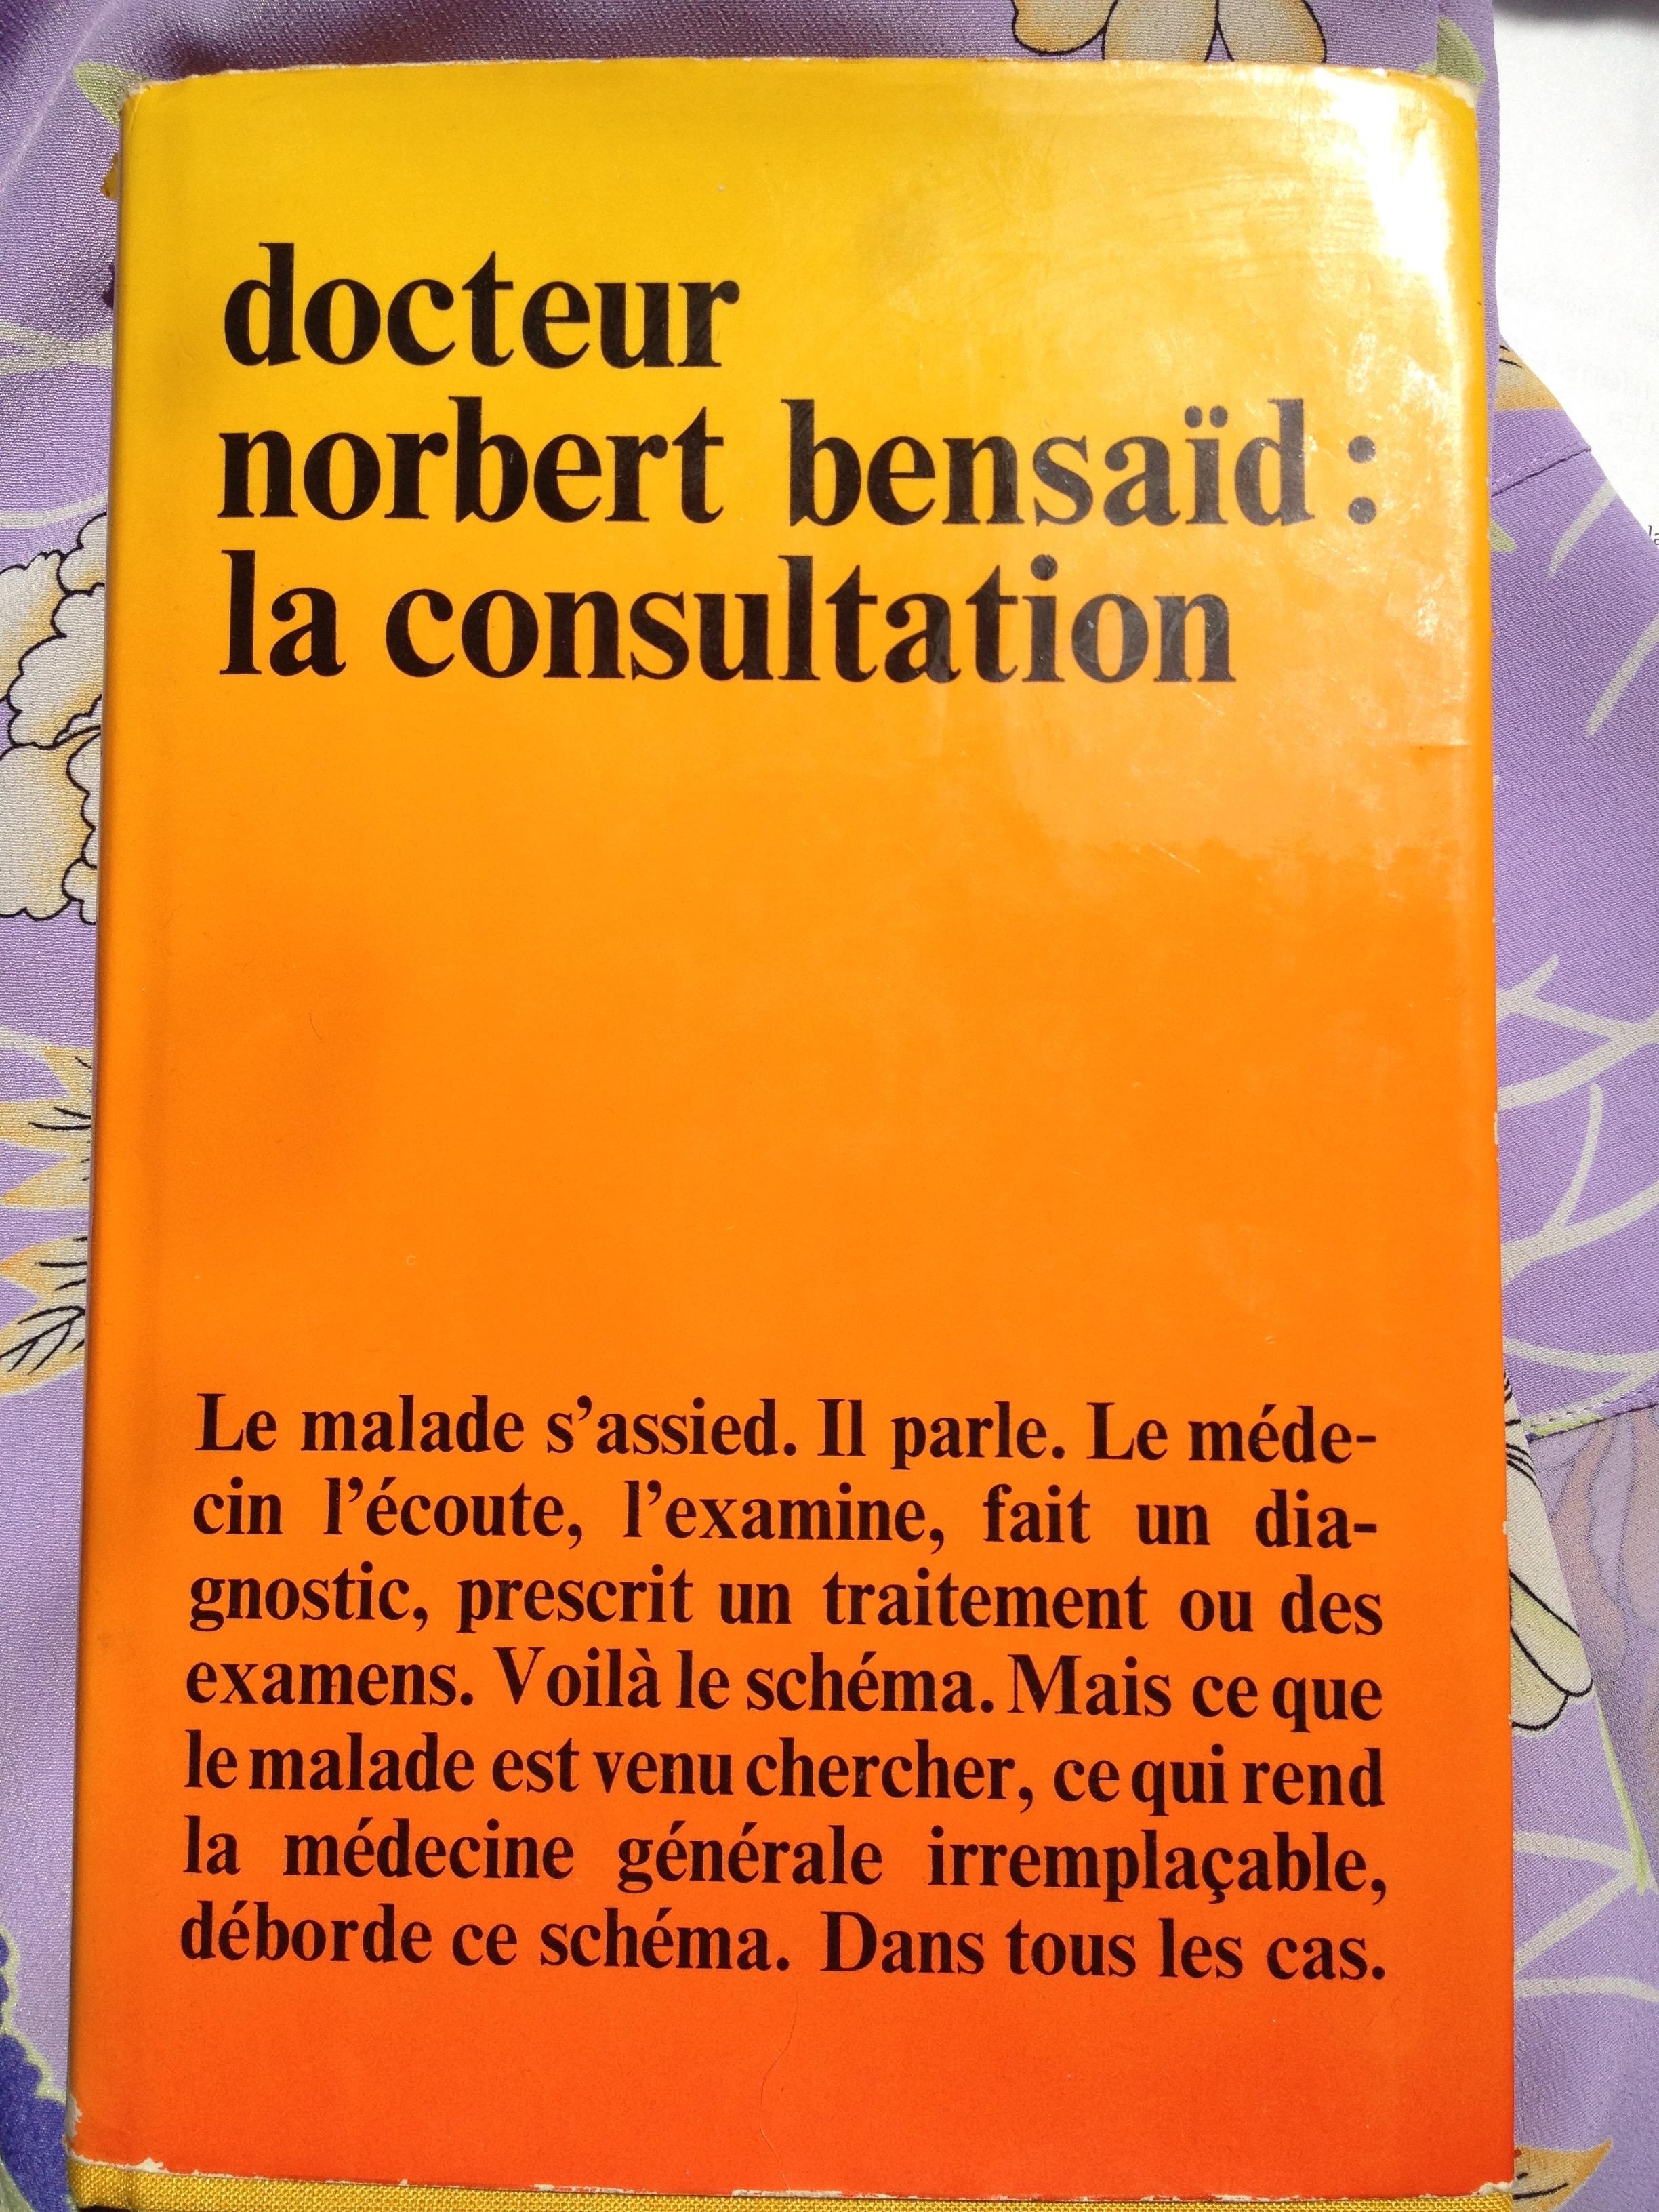 docteur
norbert bensaïd :
la consultation
Le malade s’assied. Il parle. Le méde-
cin l’écoute, l’examine, fait un dia-
gnostic, prescrit un traitement ou des
examens. Voilà le schéma. Mais ce que
le malade est venu chercher, ce qui rend
la médecine générale irremplaçable,
déborde ce schéma. Dans tous les cas.